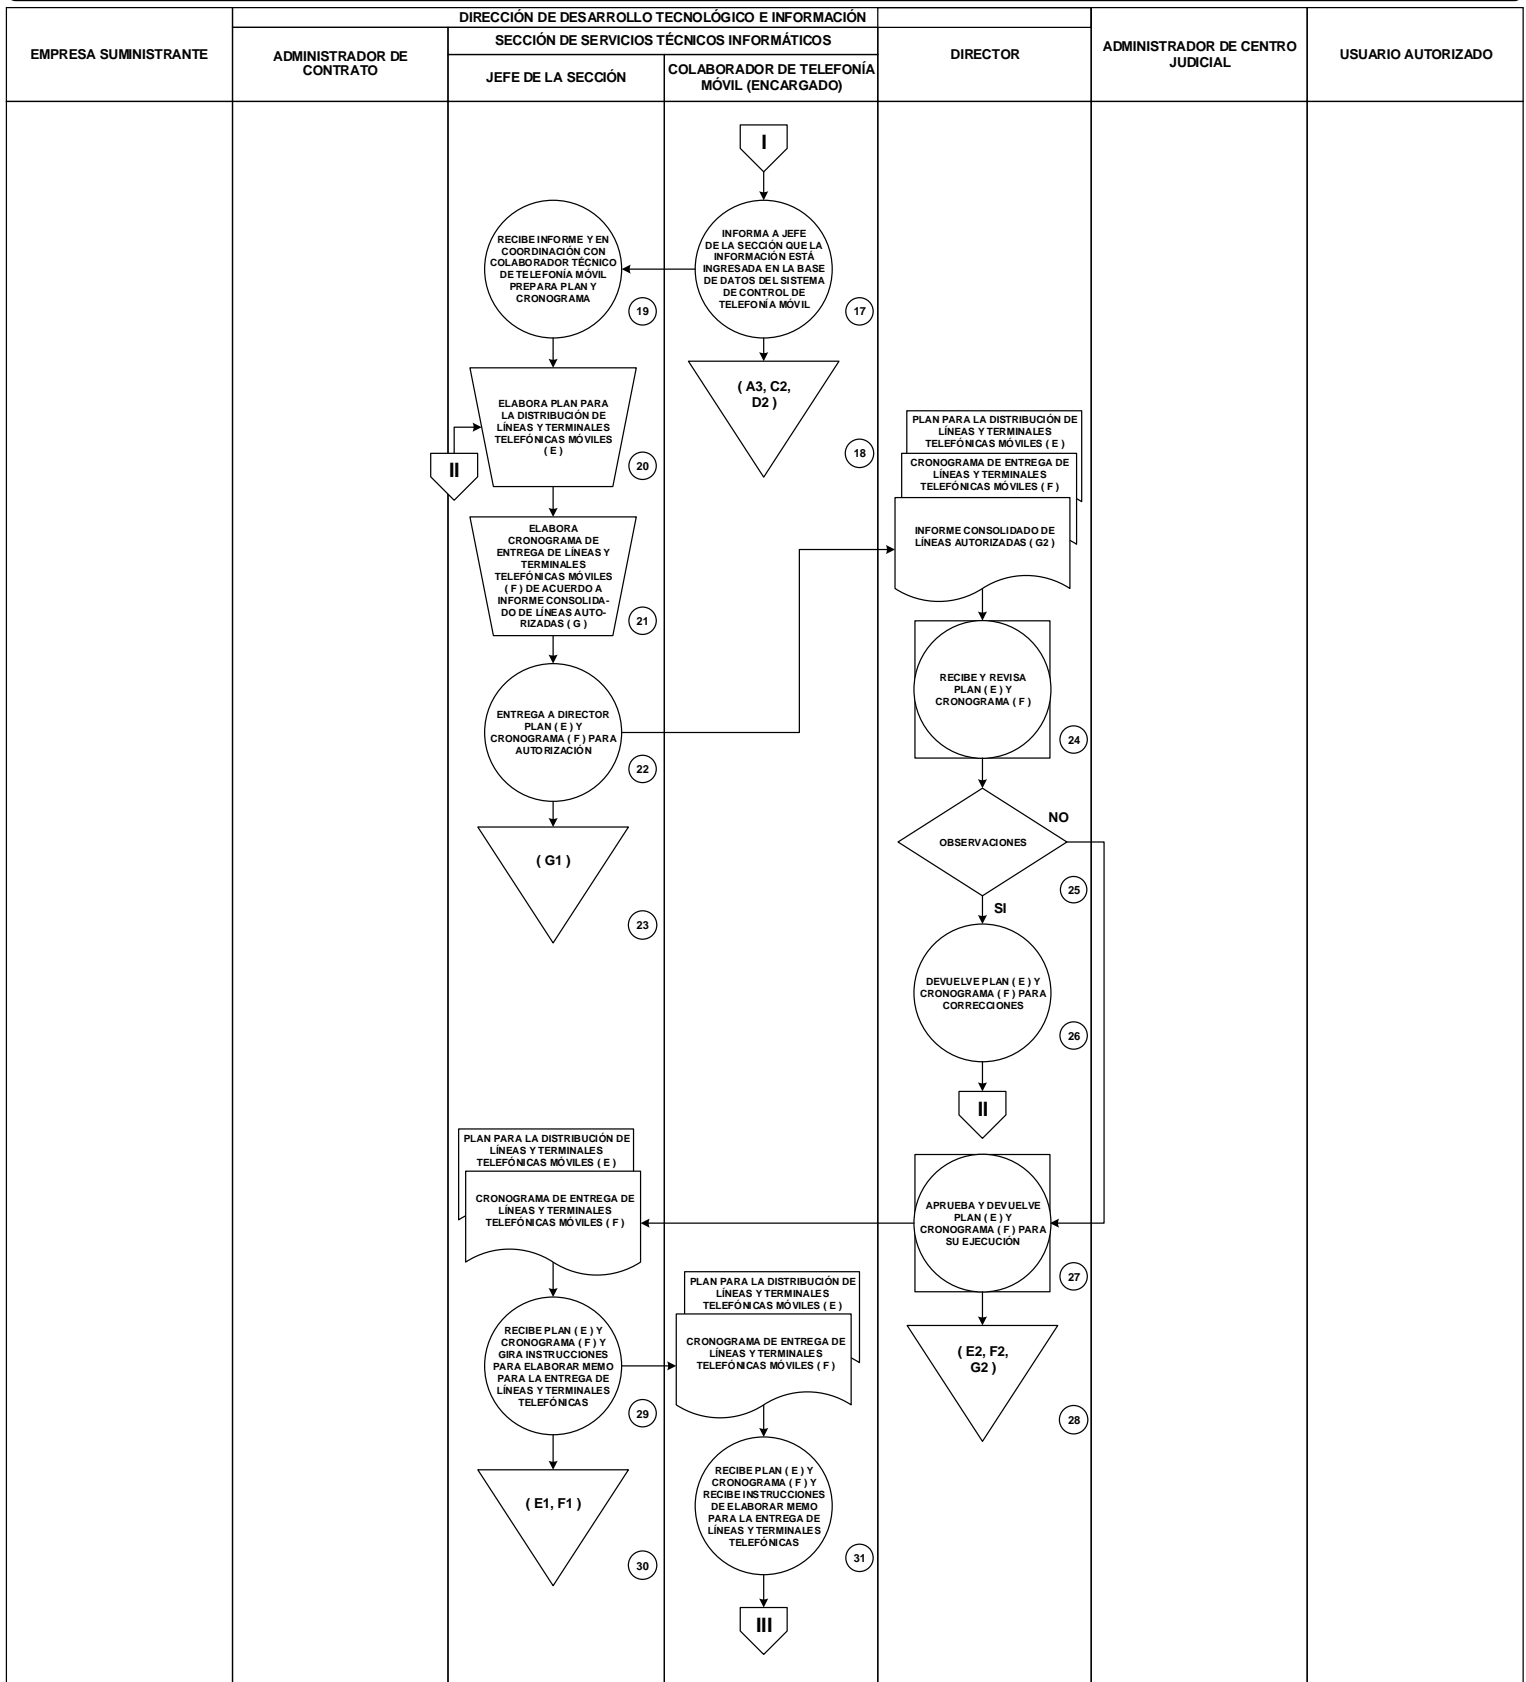 DIRECCIÓN DE DESARROLLO TECNOLÓGICO E INFORMACIÓN
EMPRESA SUMINISTRANTE
ADMINISTRADOR DE
CONTRATO
SECCIÓN DE SERVICIOS TÉCNICOS INFORMÁTICOS
JEFE DE LA SECCIÓN
COLABORADOR DE TELEFONÍA
MÓVIL (ENCARGADO)
DIRECTOR
ADMINISTRADOR DE CENTRO
JUDICIAL
USUARIO AUTORIZADO
I
INFORMA A JEFE
DE LA SECCIÓN QUE LA
INFORMACIÓN ESTÁ
INGRESADA EN LA BASE
DE DATOS DEL SISTEMA
DE CONTROL DE
TELEFONÍA MÓVIL
17
RECIBE INFORME Y EN
COORDINACIÓN CON
COLABORADOR TÉCNICO
DE TELEFONÍA MÓVIL
PREPARA PLAN Y
CRONOGRAMA
19
( A3, C2,
D2 )
18
ELABORA PLAN PARA
LA DISTRIBUCIÓN DE
LÍNEAS Y TERMINALES
TELEFÓNICAS MÓVILES
( E )
20
II
ELABORA
CRONOGRAMA DE
ENTREGA DE LÍNEAS Y
TERMINALES
TELEFÓNICAS MÓVILES
( F ) DE ACUERDO A
INFORME CONSOLIDA-
DO DE LÍNEAS AUTO-
RIZADAS ( G )
21
ENTREGA A DIRECTOR
PLAN ( E ) Y
CRONOGRAMA ( F ) PARA
AUTORIZACIÓN
22
( G1 )
23
PLAN PARA LA DISTRIBUCIÓN DE
LÍNEAS Y TERMINALES
TELEFÓNICAS MÓVILES ( E )
CRONOGRAMA DE ENTREGA DE
LÍNEAS Y TERMINALES
TELEFÓNICAS MÓVILES ( F )
INFORME CONSOLIDADO DE
LÍNEAS AUTORIZADAS ( G2 )
RECIBE Y REVISA
PLAN ( E ) Y
CRONOGRAMA ( F )
24
NO
OBSERVACIONES
25
SI
DEVUELVE PLAN ( E ) Y
CRONOGRAMA ( F ) PARA
CORRECCIONES
26
II
APRUEBA Y DEVUELVE
PLAN ( E ) Y
CRONOGRAMA ( F ) PARA
SU EJECUCIÓN
27
( E2, F2,
G2 )
28
PLAN PARA LA DISTRIBUCIÓN DE
LÍNEAS Y TERMINALES
TELEFÓNICAS MÓVILES ( E )
CRONOGRAMA DE ENTREGA DE
LÍNEAS Y TERMINALES
TELEFÓNICAS MÓVILES ( F )
RECIBE PLAN ( E ) Y
CRONOGRAMA ( F ) Y
GIRA INSTRUCCIONES
PARA ELABORAR MEMO
PARA LA ENTREGA DE
LÍNEAS Y TERMINALES
TELEFÓNICAS
29
( E1, F1 )
30
PLAN PARA LA DISTRIBUCIÓN DE
LÍNEAS Y TERMINALES
TELEFÓNICAS MÓVILES ( E )
CRONOGRAMA DE ENTREGA DE
LÍNEAS Y TERMINALES
TELEFÓNICAS MÓVILES ( F )
RECIBE PLAN ( E ) Y
CRONOGRAMA ( F ) Y
RECIBE INSTRUCCIONES
DE ELABORAR MEMO
PARA LA ENTREGA DE
LÍNEAS Y TERMINALES
TELEFÓNICAS
31
III